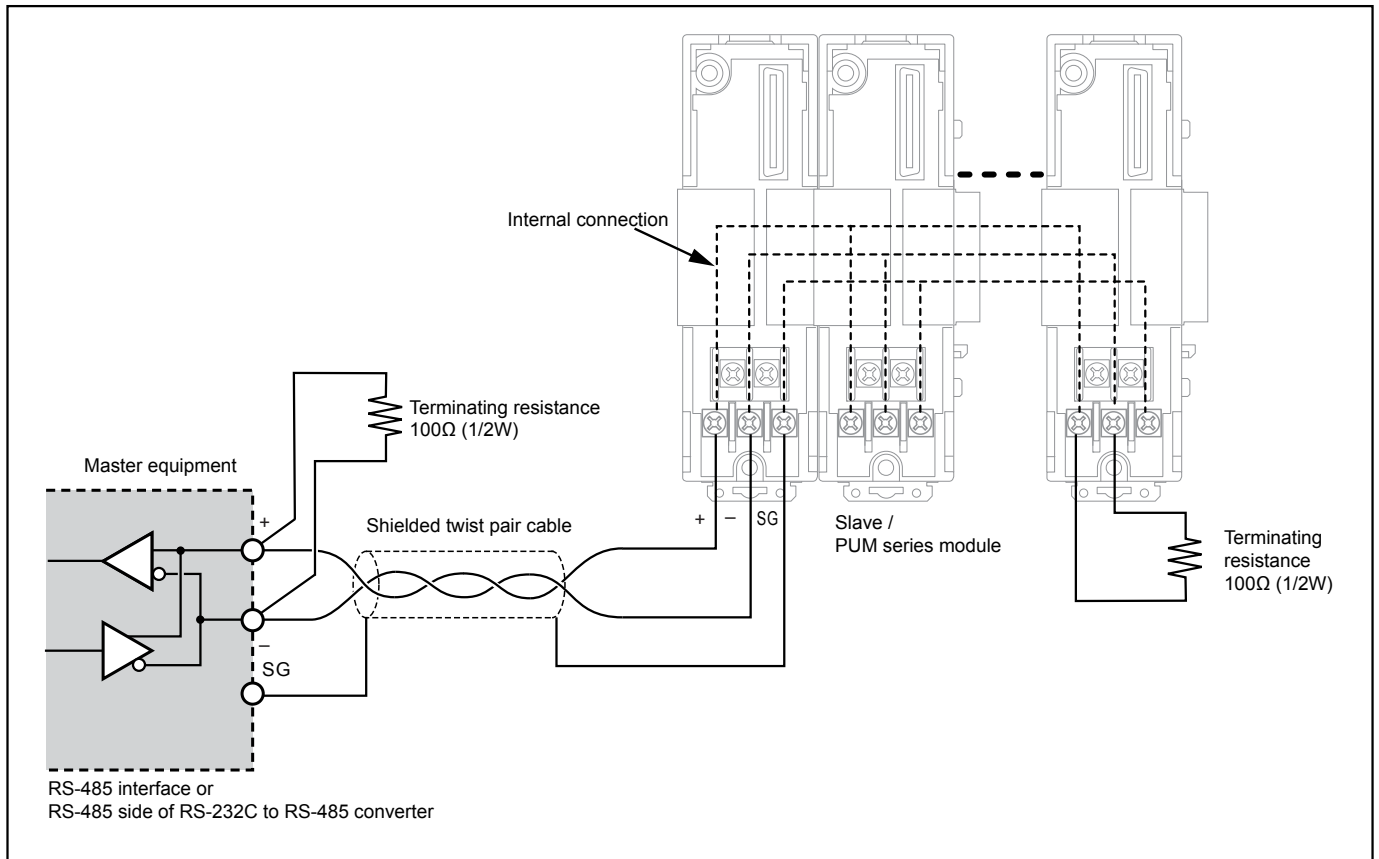 Internal connection
Terminating resistance
100Ω (1/2W)
Master equipment
+
Shielded twist pair cable
+ – SG
Slave /
PUM series module
Terminating
resistance
100Ω (1/2W)
–
SG
RS-485 interface or
RS-485 side of RS-232C to RS-485 converter